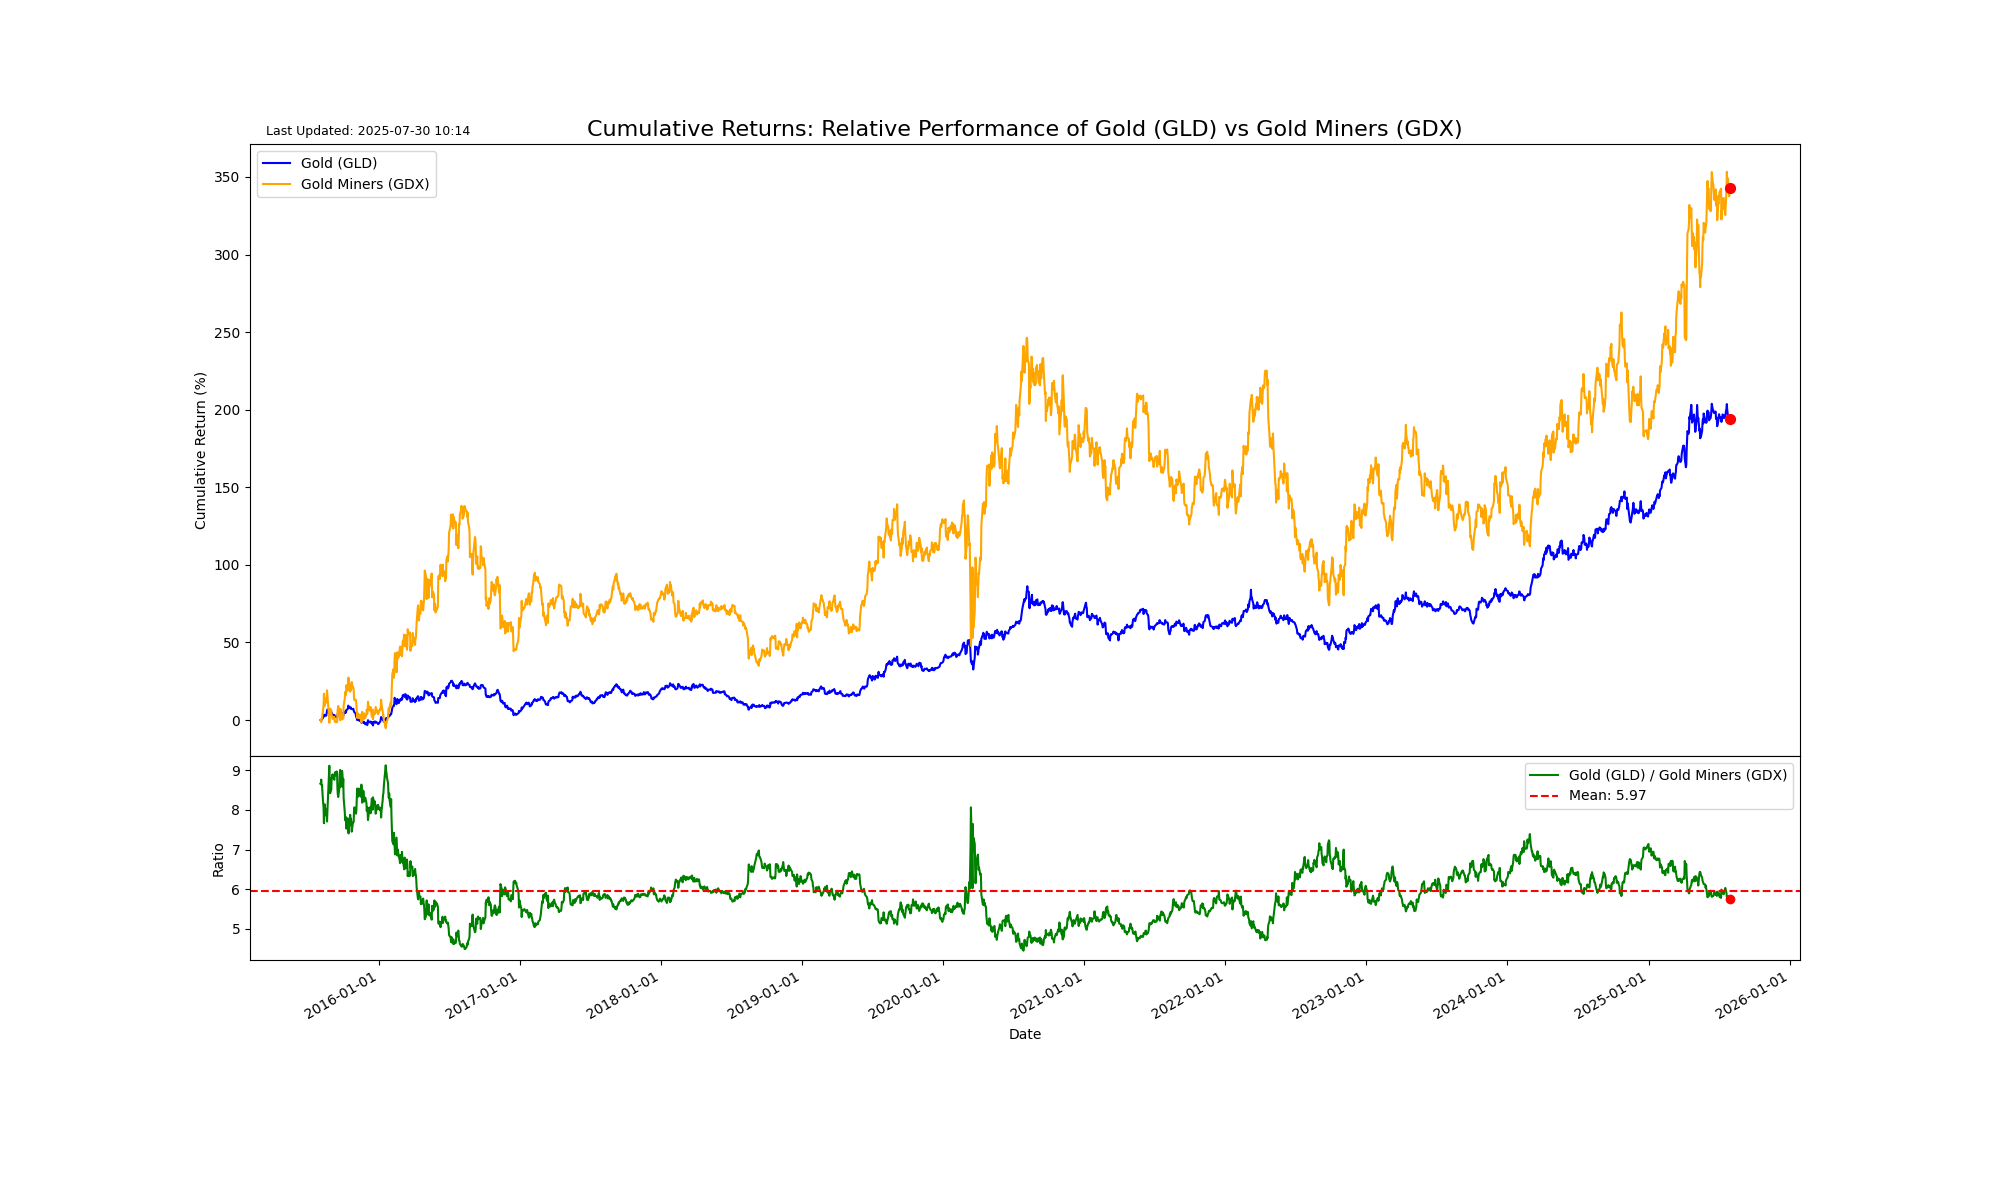 Last Updated: 2025-07-30 10:14
Cumulative Returns: Relative Performance of Gold (GLD) vs Gold Miners (GDX)
Gold (GLD)
Gold Miners (GDX)
350
300
250
200
150
100
50
0
Cumulative Return (%)
9
8
7
6
5
Ratio
Gold (GLD) / Gold Miners (GDX)
Mean: 5.97
2016-01-01
2017-01-01
2018-01-01
2019-01-01
2020-01-01
2021-01-01
2022-01-01
2023-01-01
2024-01-01
2025-01-01
2026-01-01
Date